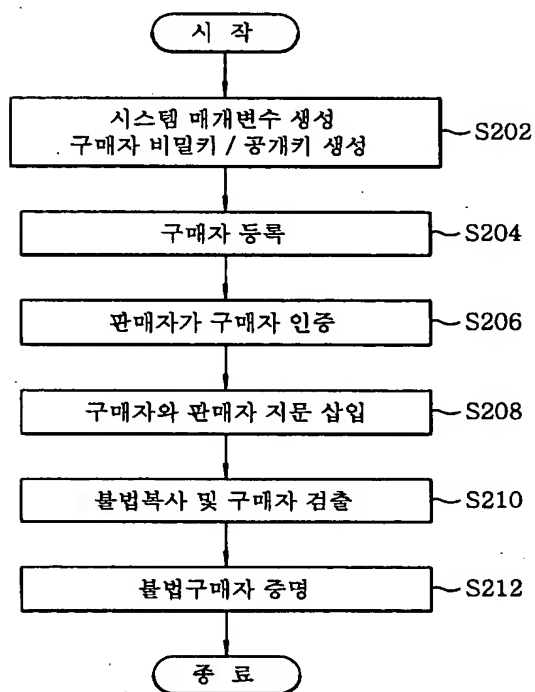 시 작
시스템 매개변수 생성
구매자 비밀키 / 공개키 생성
S202
구매자 등록
S204
판매자가 구매자 인증
S206
구매자와 판매자 지문 삽입
S208
불법복사 및 구매자 검출
S210
불법구매자 증명
S212
종 료